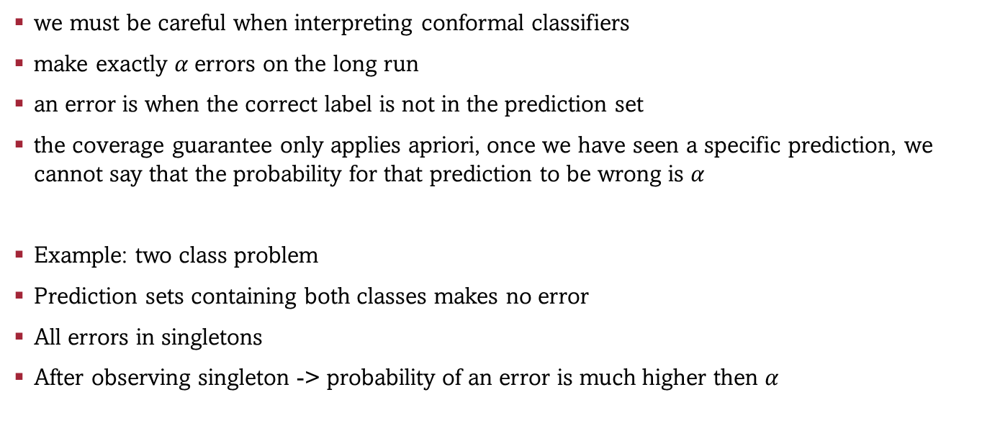 ▪ we must be careful when interpreting conformal classifiers
▪ make exactly α errors on the long run
▪ an error is when the correct label is not in the prediction set
▪ the coverage guarantee only applies apriori, once we have seen a specific prediction, we
cannot say that the probability for that prediction to be wrong is α
▪ Example: two class problem
▪ Prediction sets containing both classes makes no error
▪ All errors in singletons
▪ After observing singleton -> probability of an error is much higher then α